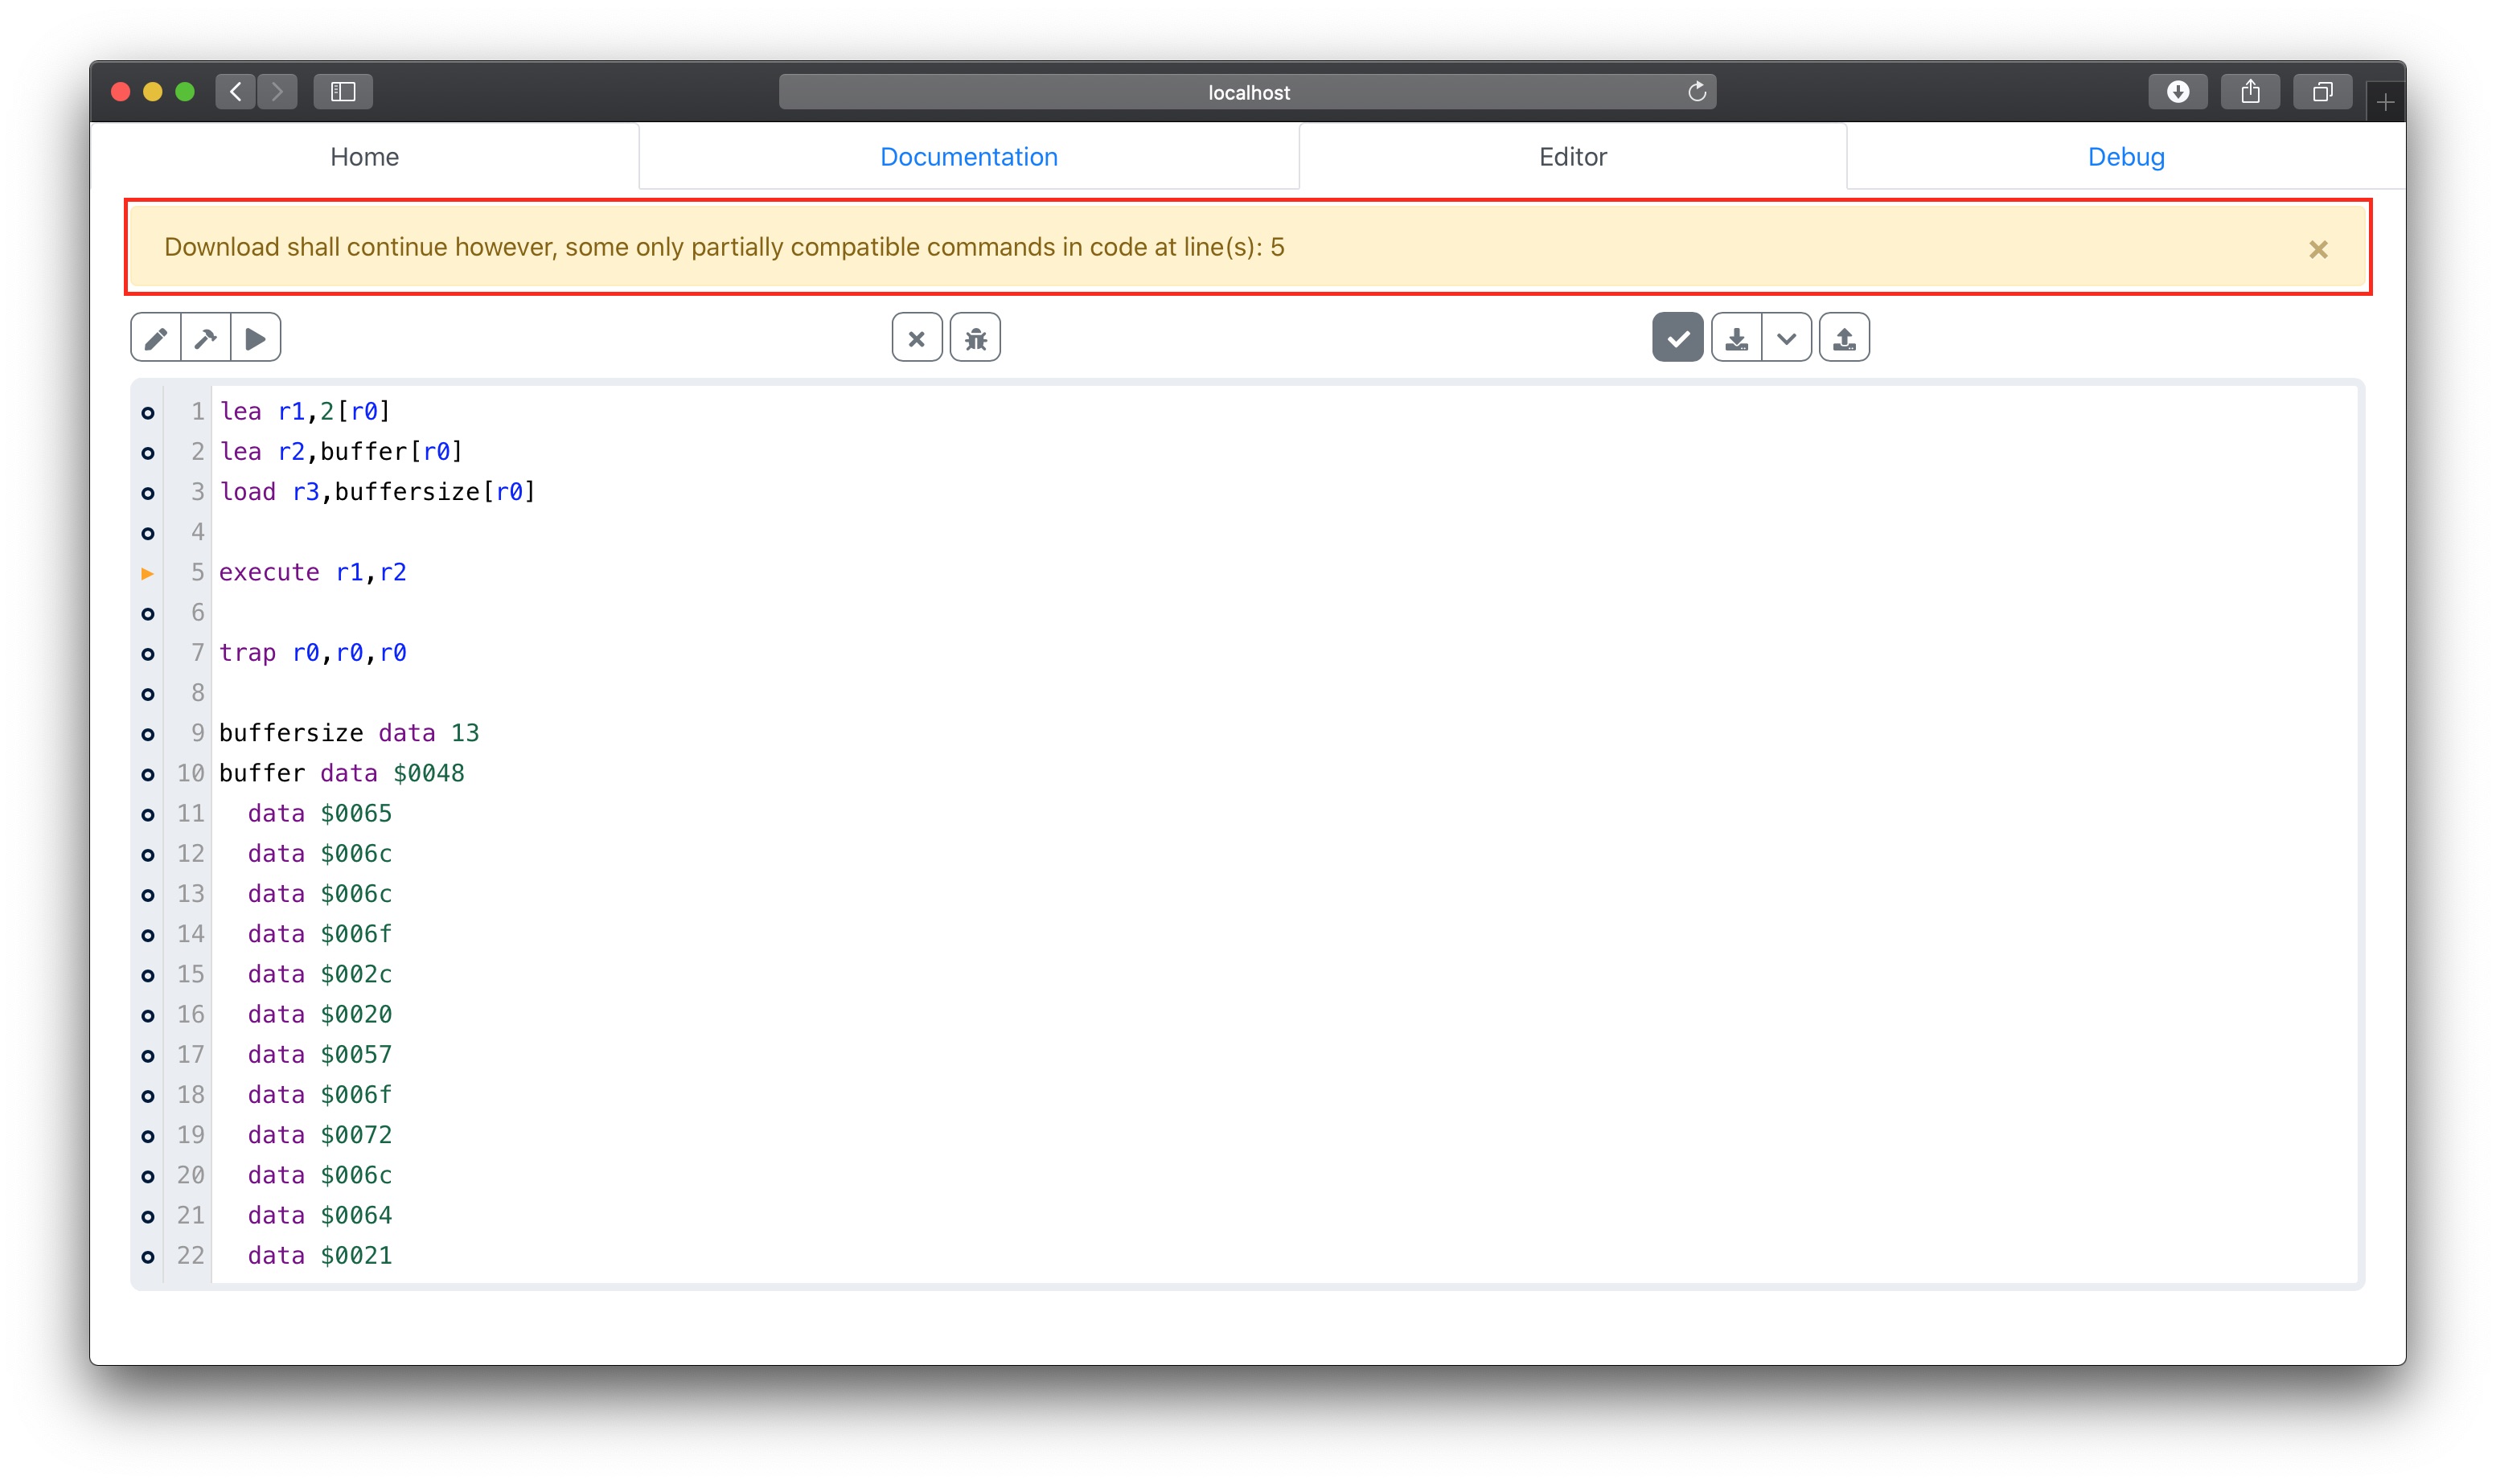 localhost
Home Documentation Editor Debug
Download shall continue however, some only partially compatible commands in code at line(s): 5
1 lea r1,2[r0]
2 lea r2,buffer[r0]
3 load r3,buffersize[r0]
4
5 execute r1,r2
6
7 trap r0,r0,r0
8
9 buffersize data 13
10 buffer data $0048
11 data $0065
12 data $006c
13 data $006c
14 data $006f
15 data $002c
16 data $0020
17 data $0057
18 data $006f
19 data $0072
20 data $006c
21 data $0064
22 data $0021